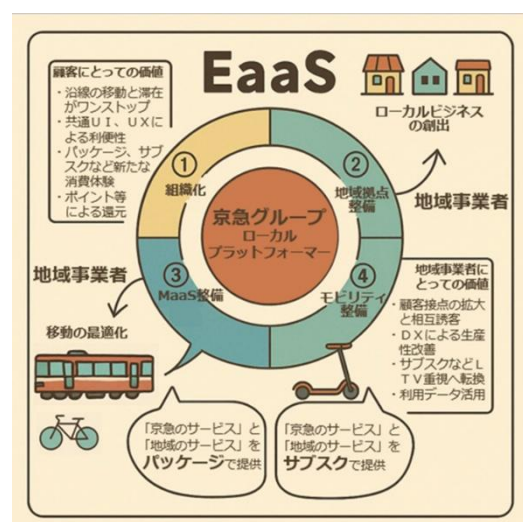 EaaS
顧客にとっての価値
・沿線の移動と滞在
がワンストップ
・共通UI、UXに
よる利便性
・パッケージ、サブ
スクなど新たな
消費体験
・ポイント等
による還元
ローカルビジネス
の創出
地域事業者
①
組織化
②
地域拠点
整備
京急グループ
ローカル
プラットフォーマー
③
MaaS整備
④
モビリティ
整備
地域事業者
移動の最適化
地域事業者に
とっての価値
・顧客接点の拡大
と相互誘客
・DXによる生産
性改善
・サブスクなどL
TV重視へ転換
・利用データ活用
「京急のサービス」と
「地域のサービス」を
パッケージで提供
「京急のサービス」と
「地域のサービス」を
サブスクで提供